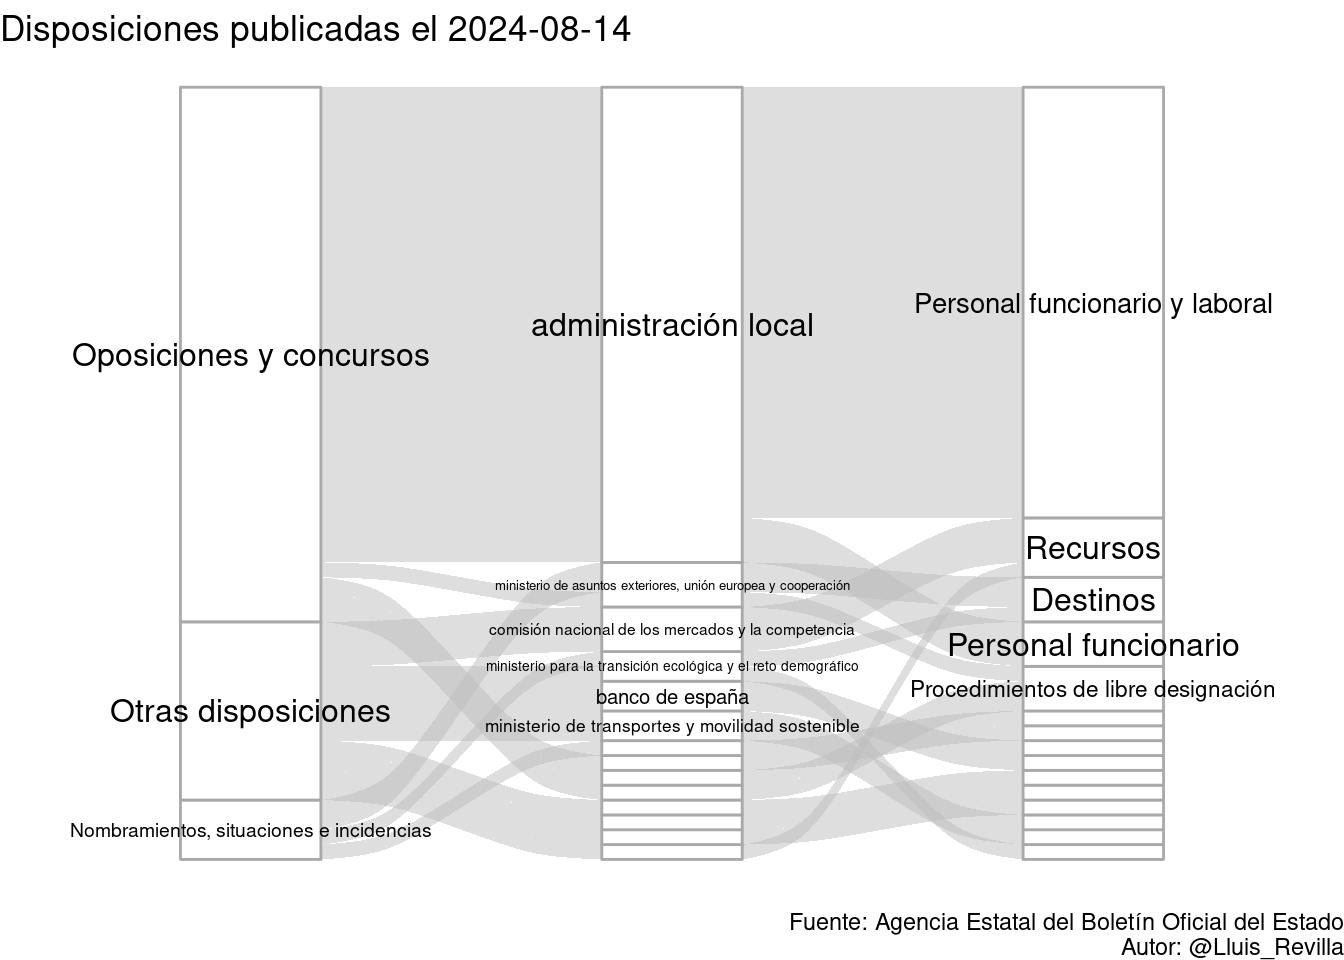 Disposiciones publicadas el 2024-08-14
Oposiciones y concursos
Otras disposiciones
Nombramientos, situaciones e incidencias
administración local
ministerio de asuntos exteriores, unión europea y cooperación
comisión nacional de los mercados y la competencia
ministerio para la transición ecológica y el reto demográfico
banco de españa
ministerio de transportes y movilidad sostenible
Personal funcionario y laboral
Recursos
Destinos
Personal funcionario
Procedimientos de libre designación
Fuente: Agencia Estatal del Boletín Oficial del Estado
Autor: @Lluis_Revilla